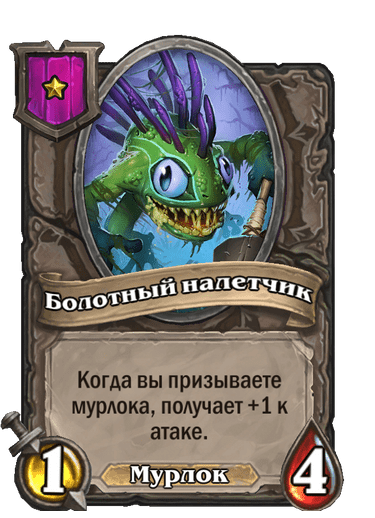 Болотный налетчик
Когда вы призываете
мурлока, получает +1 к
атаке.
1
Мурлок
4